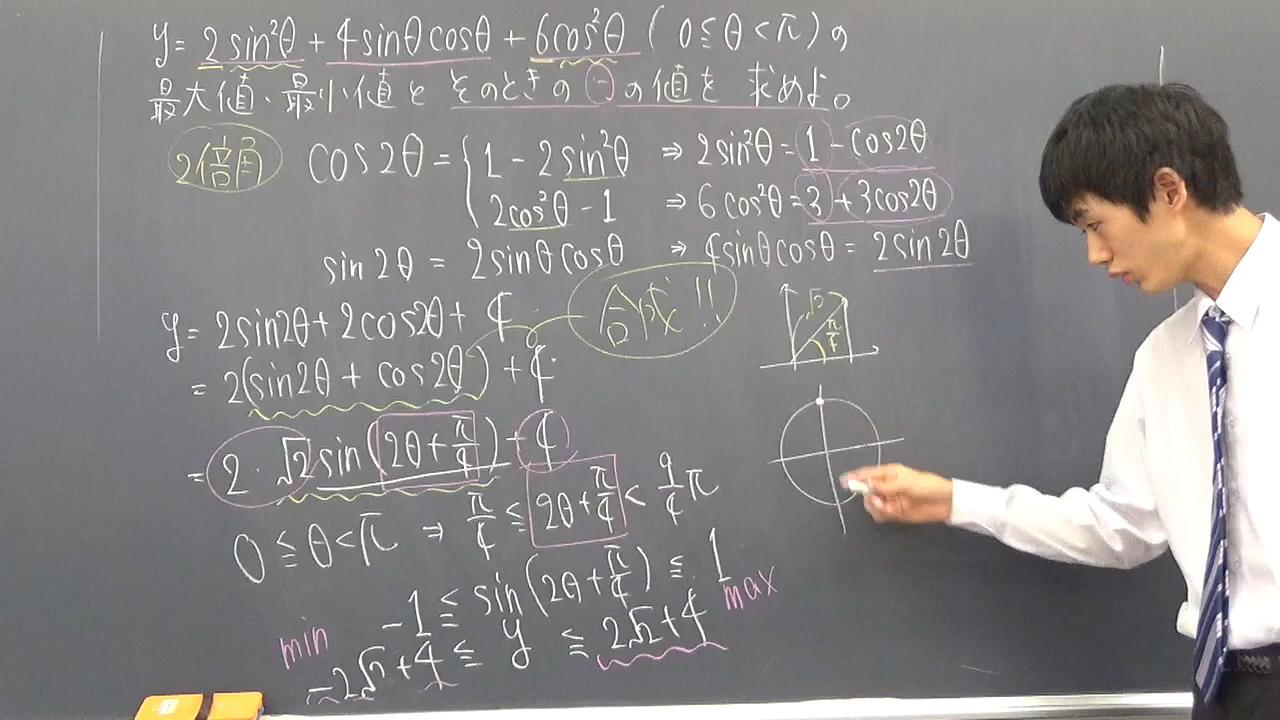 y = 2sin²θ + 4sinθcosθ + 6cos²θ (0 ≦ θ < π) の
最大値、最小値と そのときの θ の値を 求めよ。
2倍角
cos2θ = { 1 - 2sin²θ ⇒ 2sin²θ = 1 - cos2θ
2cos²θ - 1 ⇒ 6cos²θ = 3 + 3cos2θ
sin2θ = 2sinθcosθ ⇒ 4sinθcosθ = 2sin2θ
合成!!
y = 2sin2θ + 2cos2θ + 4
= 2(sin2θ + cos2θ) + 4
√2 π/4
= 2・√2sin(2θ + π/4) + 4
0 ≦ θ < π ⇒ π/4 ≦ 2θ + π/4 < 9/4 π
-1 ≦ sin(2θ + π/4) ≦ 1
min -2√2 + 4 ≦ y ≦ 2√2 + 4 max